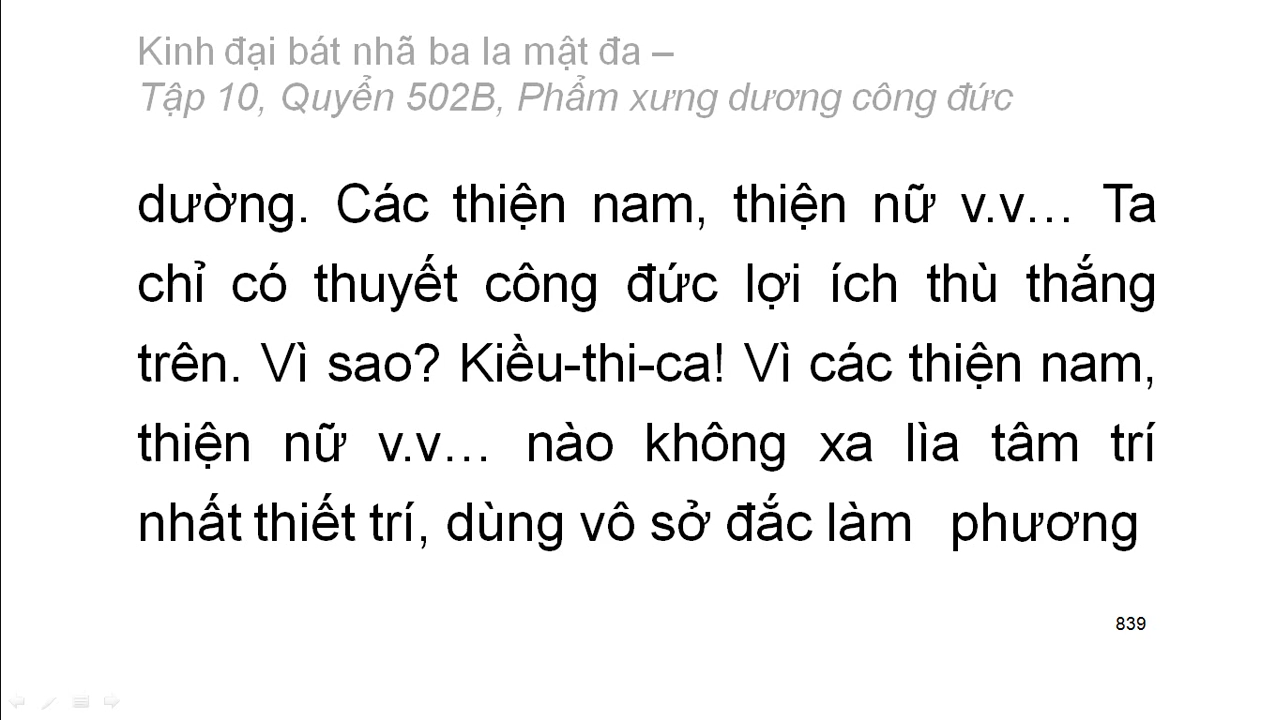 Kinh đại bát nhã ba la mật đa –
Tập 10, Quyển 502B, Phẩm xưng dương công đức
dường. Các thiện nam, thiện nữ v.v… Ta
chỉ có thuyết công đức lợi ích thù thắng
trên. Vì sao? Kiều-thi-ca! Vì các thiện nam,
thiện nữ v.v… nào không xa lìa tâm trí
nhất thiết trí, dùng vô sở đắc làm phương
839